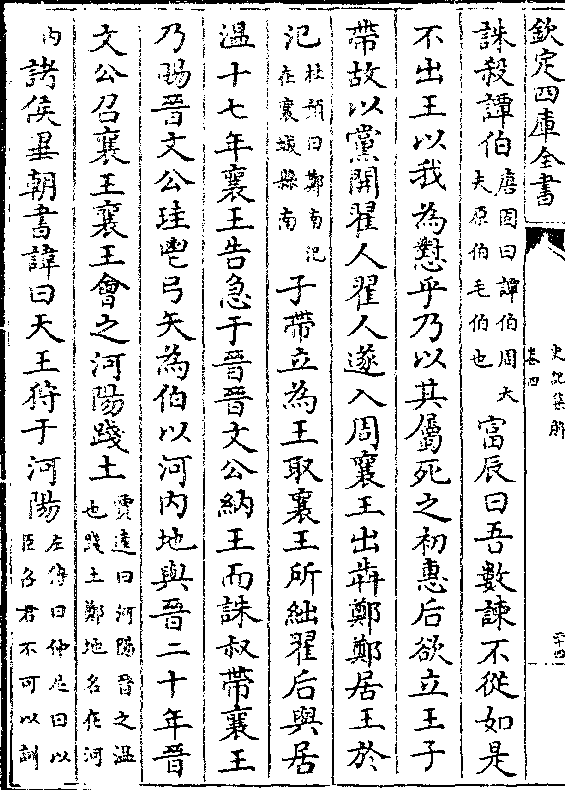 欽定四庫全書
史記集解
卷四
二十四
誅殺譚伯唐固曰譚伯周大夫原伯毛伯也富辰曰吾數諫不從如是
不出王以我為懟乎乃以其屬死之初惠后欲立王子
帶故以黨開翟人翟人遂入周襄王出犇鄭鄭居王於
氾杜預曰鄭南氾在襄城縣南子帶立為王取襄王所絀翟后與居
溫十七年襄王告急于晉晉文公納王而誅叔帶襄王
乃賜晉文公珪鬯弓矢為伯以河内地與晉二十年晉
文公召襄王襄王會之河陽踐土賈逵曰河陽晉之溫也踐土鄭地名在河
内諸侯畢朝書諱曰天王狩于河陽左傳曰仲尼曰以臣召君不可以訓